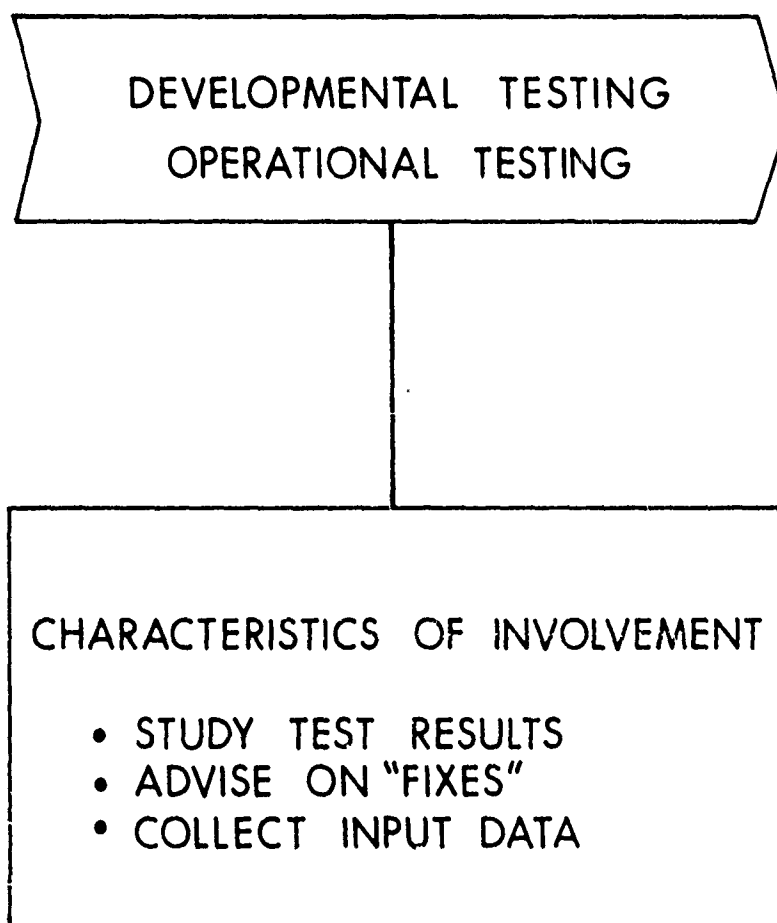 DEVELOPMENTAL TESTING
OPERATIONAL TESTING
CHARACTERISTICS OF INVOLVEMENT
• STUDY TEST RESULTS
• ADVISE ON "FIXES"
• COLLECT INPUT DATA